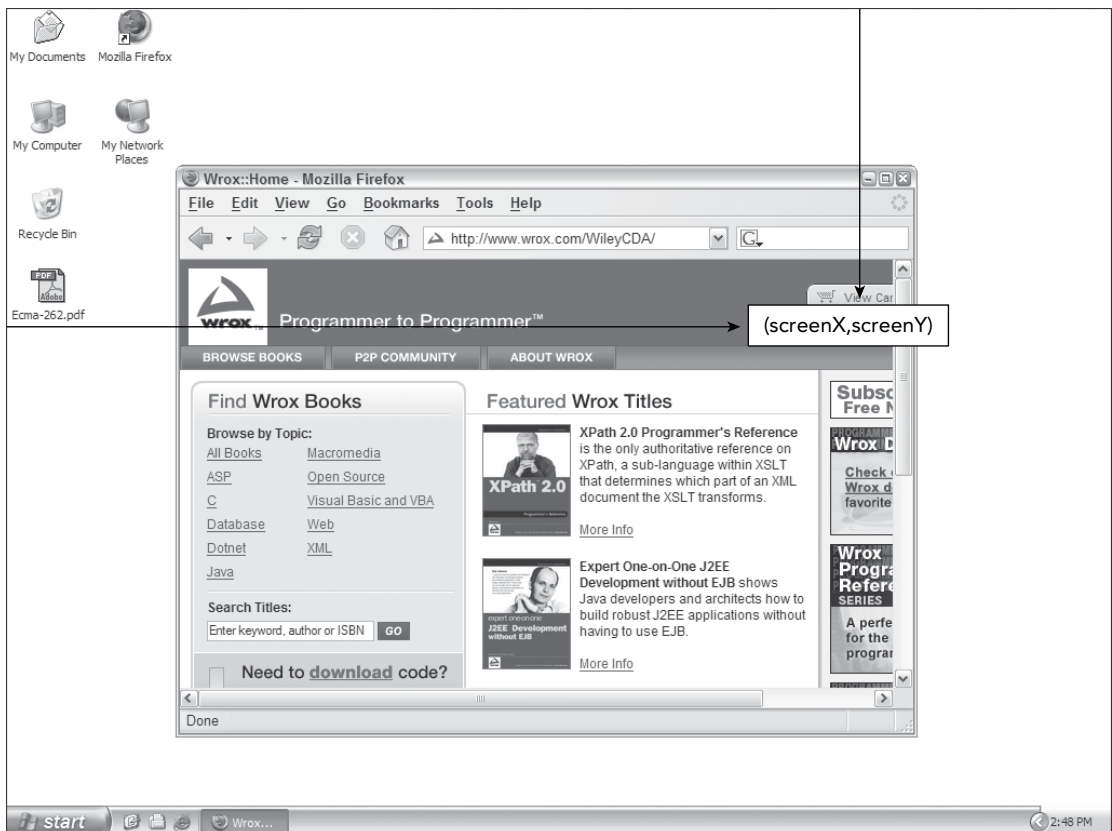 My Documents
Mozilla Firefox
My Computer
My Network
Places
Recycle Bin
Ecma-262.pdf
PDF
Adobe
Wrox::Home - Mozilla Firefox
File Edit View Go Bookmarks Tools Help
http://www.wrox.com/WileyCDA/
G
View Car
wrox™
Programmer to Programmer™
(screenX,screenY)
BROWSE BOOKS
P2P COMMUNITY
ABOUT WROX
Find Wrox Books
Browse by Topic:
All Books
Macromedia
ASP
Open Source
C
Visual Basic and VBA
Database
Web
Dotnet
XML
Java
Search Titles:
Enter keyword, author or ISBN GO
Need to download code?
Featured Wrox Titles
XPath 2.0
XPath 2.0 Programmer's Reference
is the only authoritative reference on
XPath, a sub-language within XSLT
that determines which part of an XML
document the XSLT transforms.
More Info
expert one-on-one
J2EE Development
without EJB
Expert One-on-One J2EE
Development without EJB shows
Java developers and architects how to
build robust J2EE applications without
having to use EJB.
More Info
Subsc
Free N
Wrox D
Check
Wrox d
favorite
Wrox
Progra
Refere
SERIES
A perfe
for the
program
Done
start
Wrox...
2:48 PM